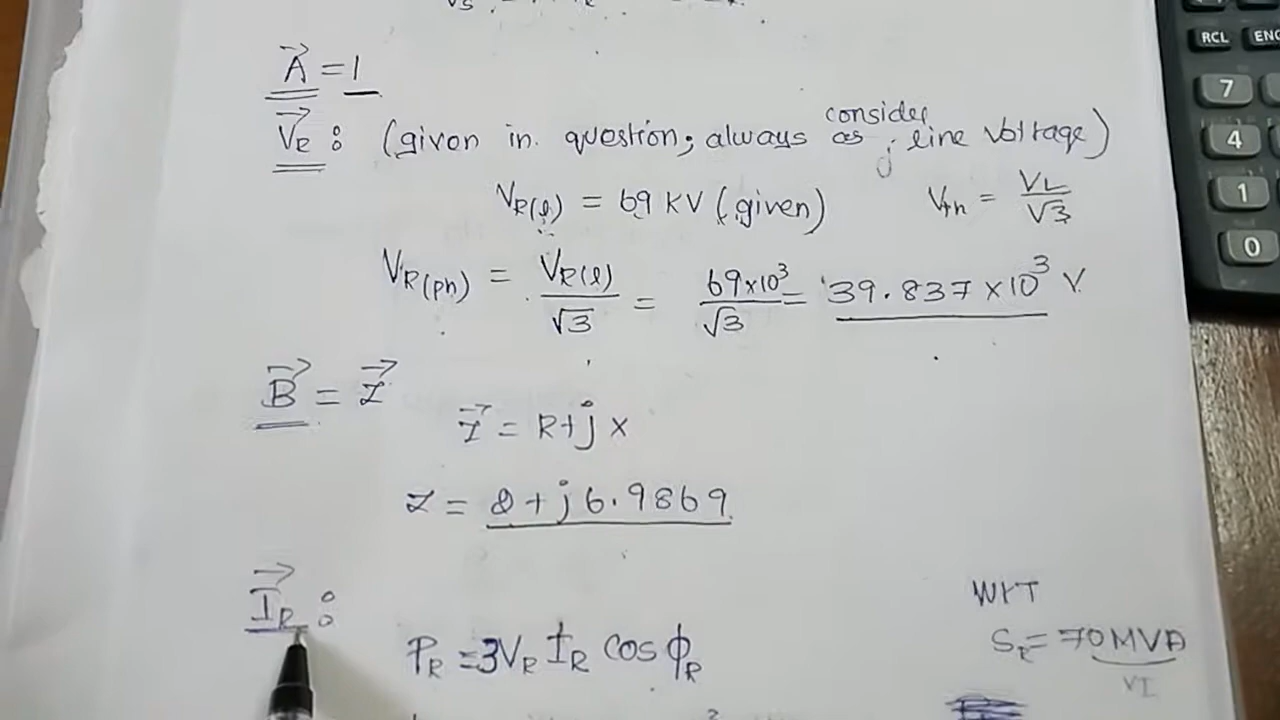 A⃗ = 1
V⃗R : (given in question; always consider as line voltage)
VR(l) = 69 KV (given)
Vph = VL/√3
VR(ph) = VR(l)/√3 = 69×10³/√3 = 39.837×10³ V
B⃗ = Z⃗
Z⃗ = R+jX
Z = 8+j6.9869
I⃗R :
WKT
SR = 70MVA
VI
PR = 3VR IR cos ϕR
RCL ENG
7
4
1
0